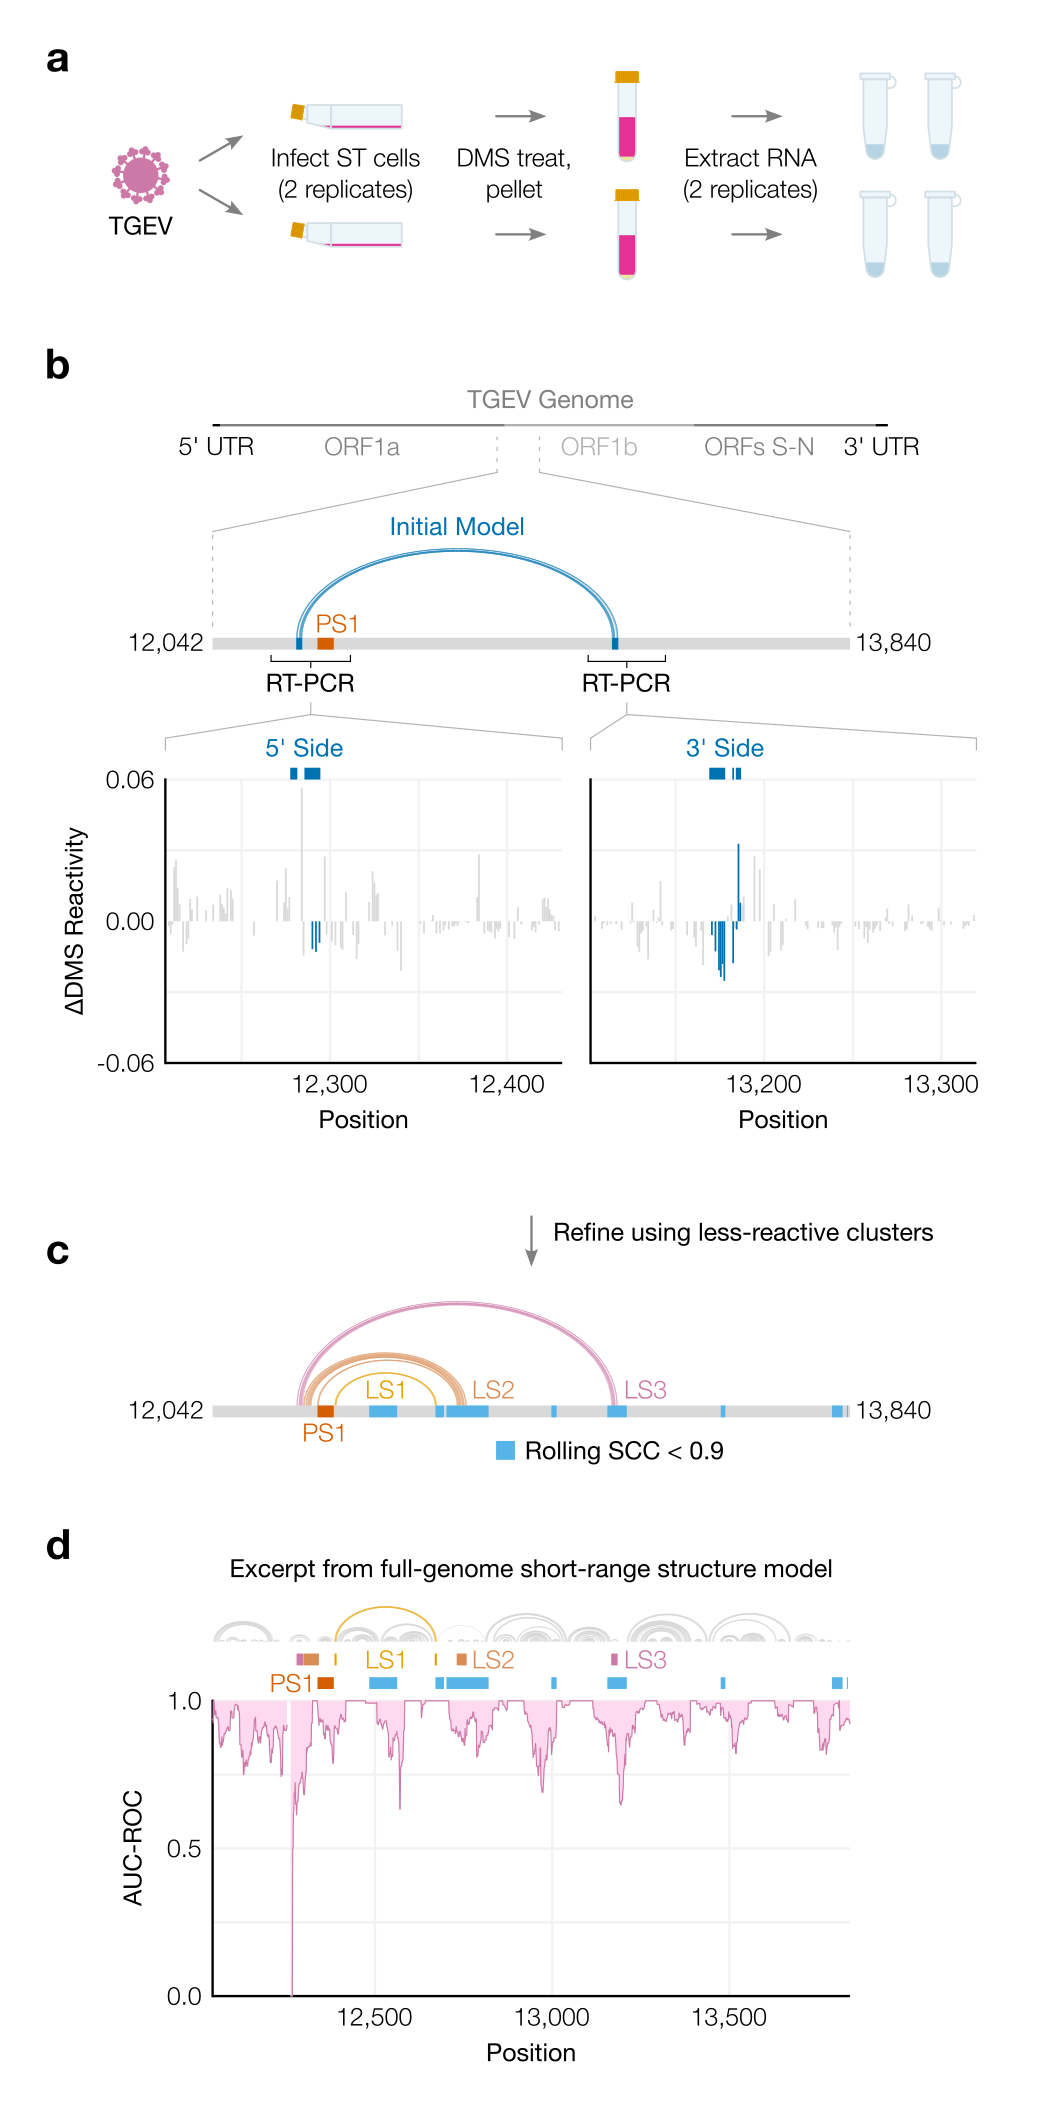 a
TGEV
Infect ST cells
(2 replicates)
DMS treat,
pellet
Extract RNA
(2 replicates)
b
TGEV Genome
5' UTR
ORF1a
ORF1b
ORFs S-N
3' UTR
Initial Model
PS1
12,042
13,840
RT-PCR
RT-PCR
5' Side
3' Side
0.06
0.00
-0.06
ΔDMS Reactivity
12,300
12,400
13,200
13,300
Position
Position
Refine using less-reactive clusters
c
LS1
LS2
LS3
12,042
13,840
PS1
Rolling SCC < 0.9
d
Excerpt from full-genome short-range structure model
LS1
LS2
LS3
PS1
1.0
0.5
0.0
AUC-ROC
12,500
13,000
13,500
Position